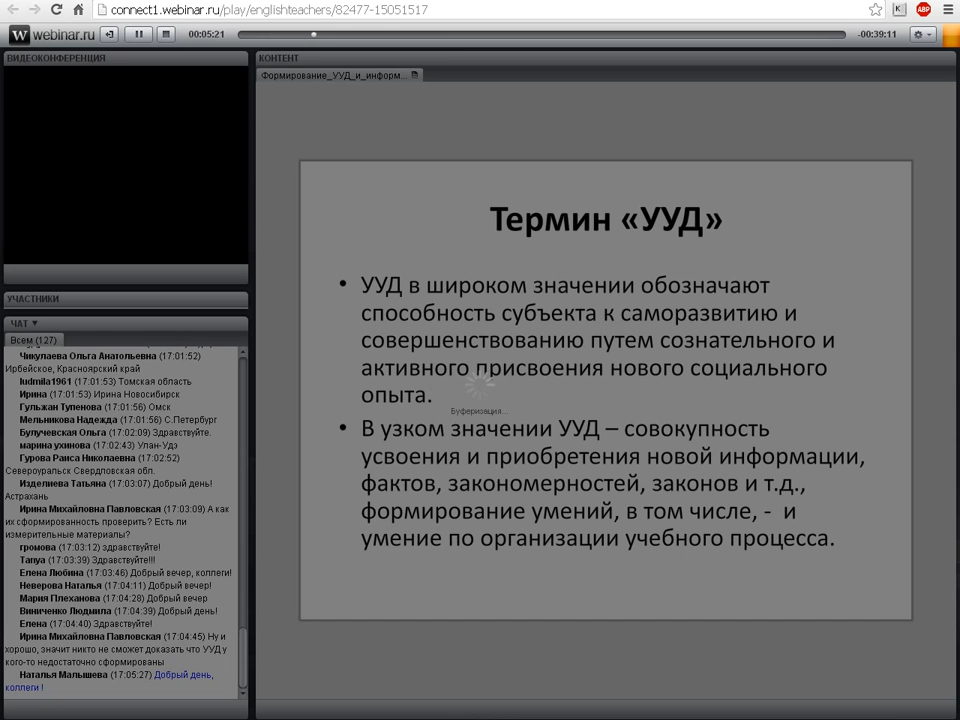 connect1.webinar.ru/play/englishteachers/82477-15051517
W webinar.ru 00:05:21 -00:39:11
ВИДЕОКОНФЕРЕНЦИЯ
УЧАСТНИКИ
ЧАТ
Всем (127)
Чикулаева Ольга Анатольевна (17:01:52)
Ирбейское, Красноярский край
ludmila1961 (17:01:53) Томская область
Ирина (17:01:53) Ирина Новосибирск
Гульжан Тупенова (17:01:56) Омск
Мельникова Надежда (17:01:56) С.Петербург
Булучевская Ольга (17:02:09) Здравствуйте.
марина ухинова (17:02:43) Улан-Удэ
Гурова Раиса Николаевна (17:02:52)
Североуральск Свердловская обл.
Изделиева Татьяна (17:03:07) Добрый день!
Астрахань
Ирина Михайловна Павловская (17:03:09) А как
их сформированность проверить? Есть ли
измерительные материалы?
громова (17:03:12) здравствуйте!
Tanya (17:03:39) Здравствуйте!!!
Елена Любина (17:03:46) Добрый вечер, коллеги!
Неверова Наталья (17:04:11) Добрый вечер!
Мария Плеханова (17:04:28) Добрый вечер
Виниченко Людмила (17:04:39) Добрый день!
Елена (17:04:40) Здравствуйте!
Ирина Михайловна Павловская (17:04:45) Ну и
хорошо, значит никто не сможет доказать что УУД у
кого-то недостаточно сформированы
Наталья Малышева (17:05:27) Добрый день,
коллеги !
КОНТЕНТ
Формирование_УУД_и_информ...
Термин «УУД»
• УУД в широком значении обозначают
способность субъекта к саморазвитию и
совершенствованию путем сознательного и
активного присвоения нового социального
опыта.
Буферизация...
• В узком значении УУД – совокупность
усвоения и приобретения новой информации,
фактов, закономерностей, законов и т.д.,
формирование умений, в том числе, - и
умение по организации учебного процесса.